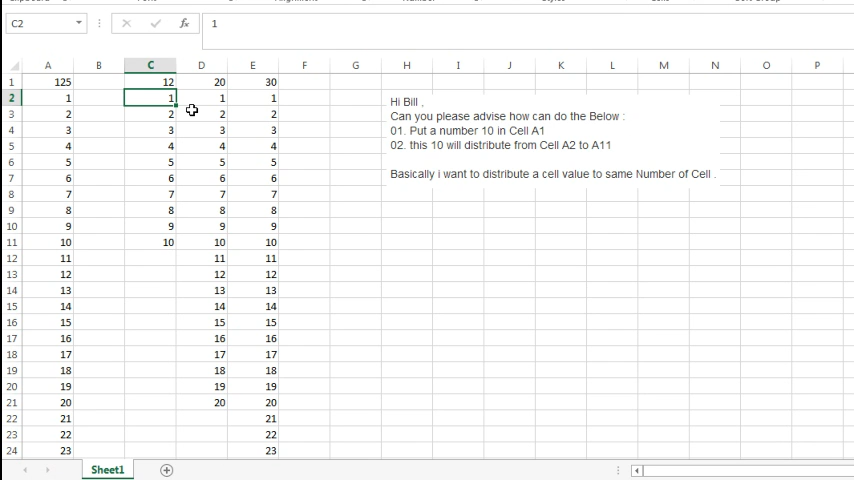 C2 fx 1
A B C D E F G H I J K L M N O P
1 125 12 20 30
2 1 1 1 1
3 2 2 2 2
4 3 3 3 3
5 4 4 4 4
6 5 5 5 5
7 6 6 6 6
8 7 7 7 7
9 8 8 8 8
10 9 9 9 9
11 10 10 10 10
12 11 11 11
13 12 12 12
14 13 13 13
15 14 14 14
16 15 15 15
17 16 16 16
18 17 17 17
19 18 18 18
20 19 19 19
21 20 20 20
22 21 21
23 22 22
24 23 23
Hi Bill .
Can you please advise how can do the Below :
01. Put a number 10 in Cell A1
02. this 10 will distribute from Cell A2 to A11
Basically i want to distribute a cell value to same Number of Cell .
Sheet1